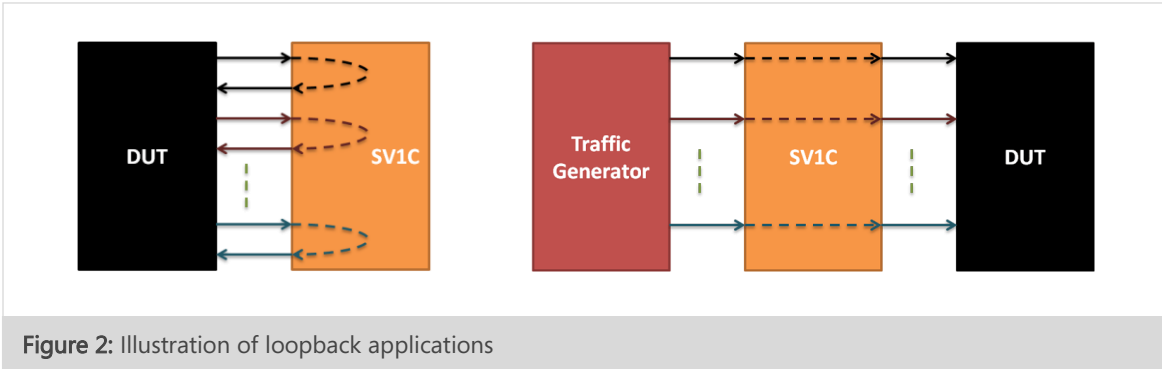 DUT
SV1C
Traffic
Generator
SV1C
DUT
Figure 2: Illustration of loopback applications